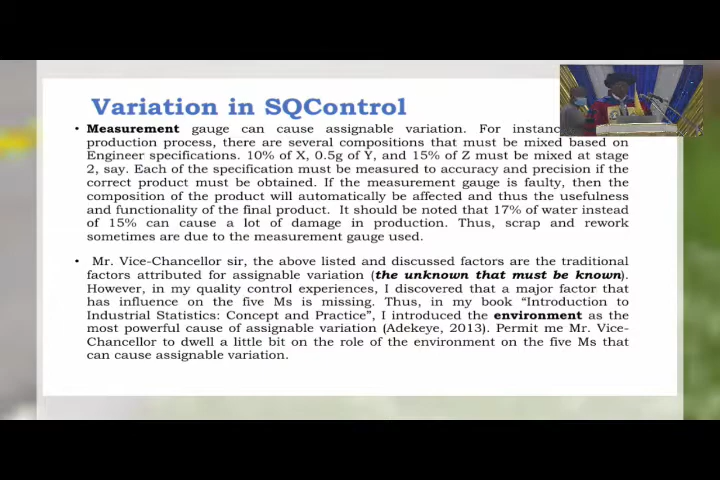 Variation in SQControl
• Measurement gauge can cause assignable variation. For instanc
production process, there are several compositions that must be mixed based on
Engineer specifications. 10% of X, 0.5g of Y, and 15% of Z must be mixed at stage
2, say. Each of the specification must be measured to accuracy and precision if the
correct product must be obtained. If the measurement gauge is faulty, then the
composition of the product will automatically be affected and thus the usefulness
and functionality of the final product. It should be noted that 17% of water instead
of 15% can cause a lot of damage in production. Thus, scrap and rework
sometimes are due to the measurement gauge used.
• Mr. Vice-Chancellor sir, the above listed and discussed factors are the traditional
factors attributed for assignable variation (the unknown that must be known).
However, in my quality control experiences, I discovered that a major factor that
has influence on the five Ms is missing. Thus, in my book “Introduction to
Industrial Statistics: Concept and Practice”, I introduced the environment as the
most powerful cause of assignable variation (Adekeye, 2013). Permit me Mr. Vice-
Chancellor to dwell a little bit on the role of the environment on the five Ms that
can cause assignable variation.